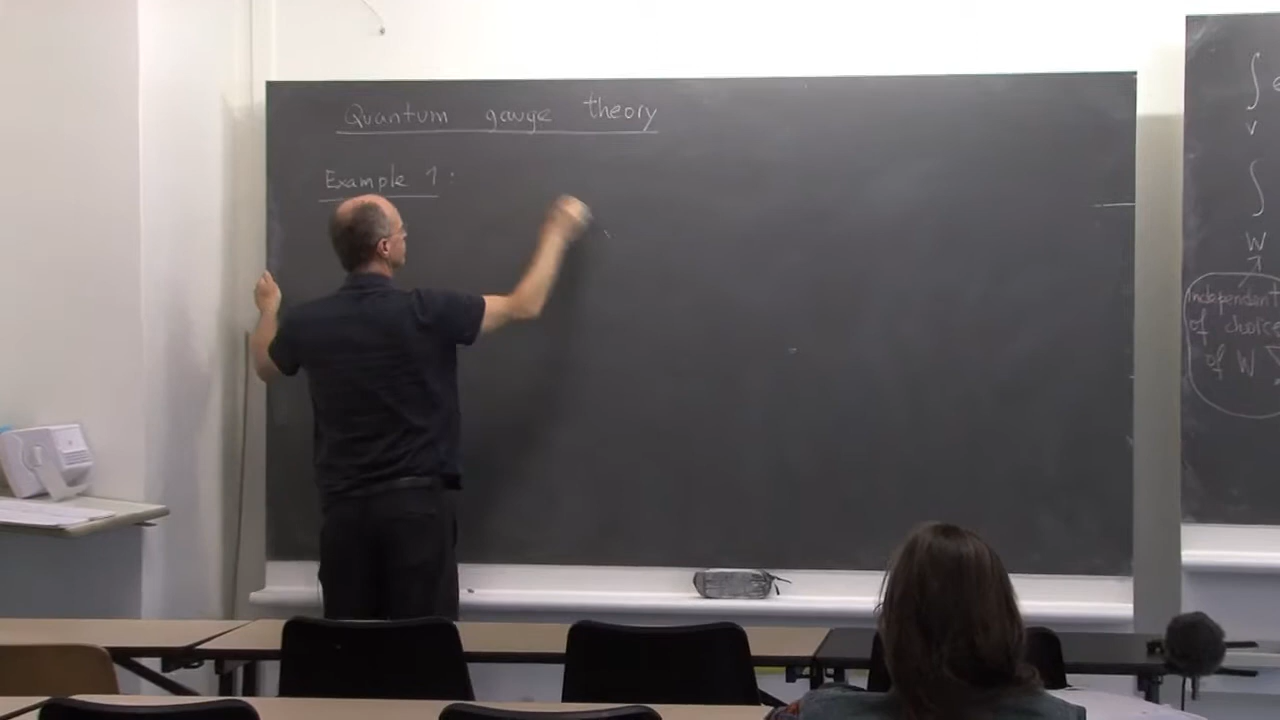 Quantum gauge theory
Example 1:
∫
V
∫
W
Independent
of choice
of W